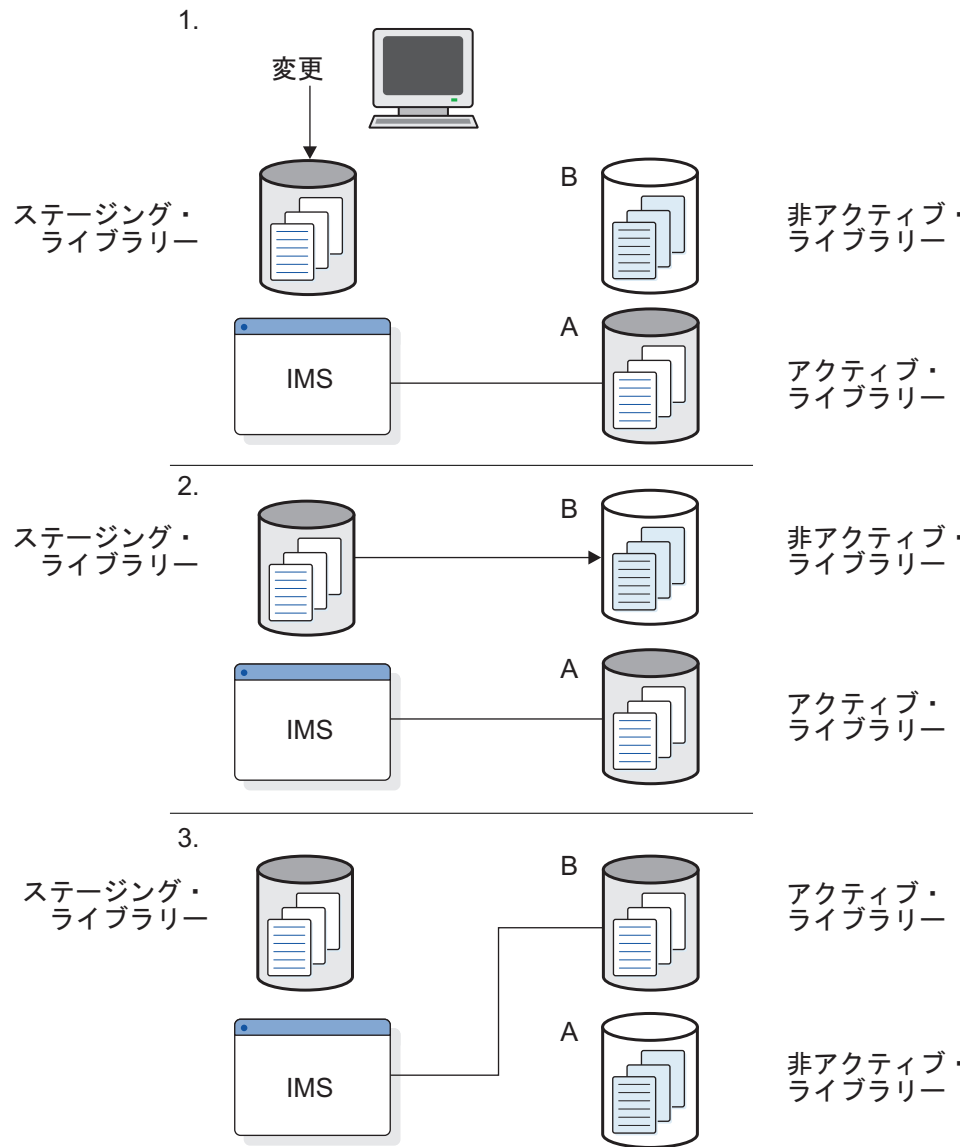 1.
変更
ステージング・
ライブラリー
B
非アクティブ・
ライブラリー
IMS
A
アクティブ・
ライブラリー
2.
ステージング・
ライブラリー
B
非アクティブ・
ライブラリー
IMS
A
アクティブ・
ライブラリー
3.
ステージング・
ライブラリー
B
アクティブ・
ライブラリー
IMS
A
非アクティブ・
ライブラリー